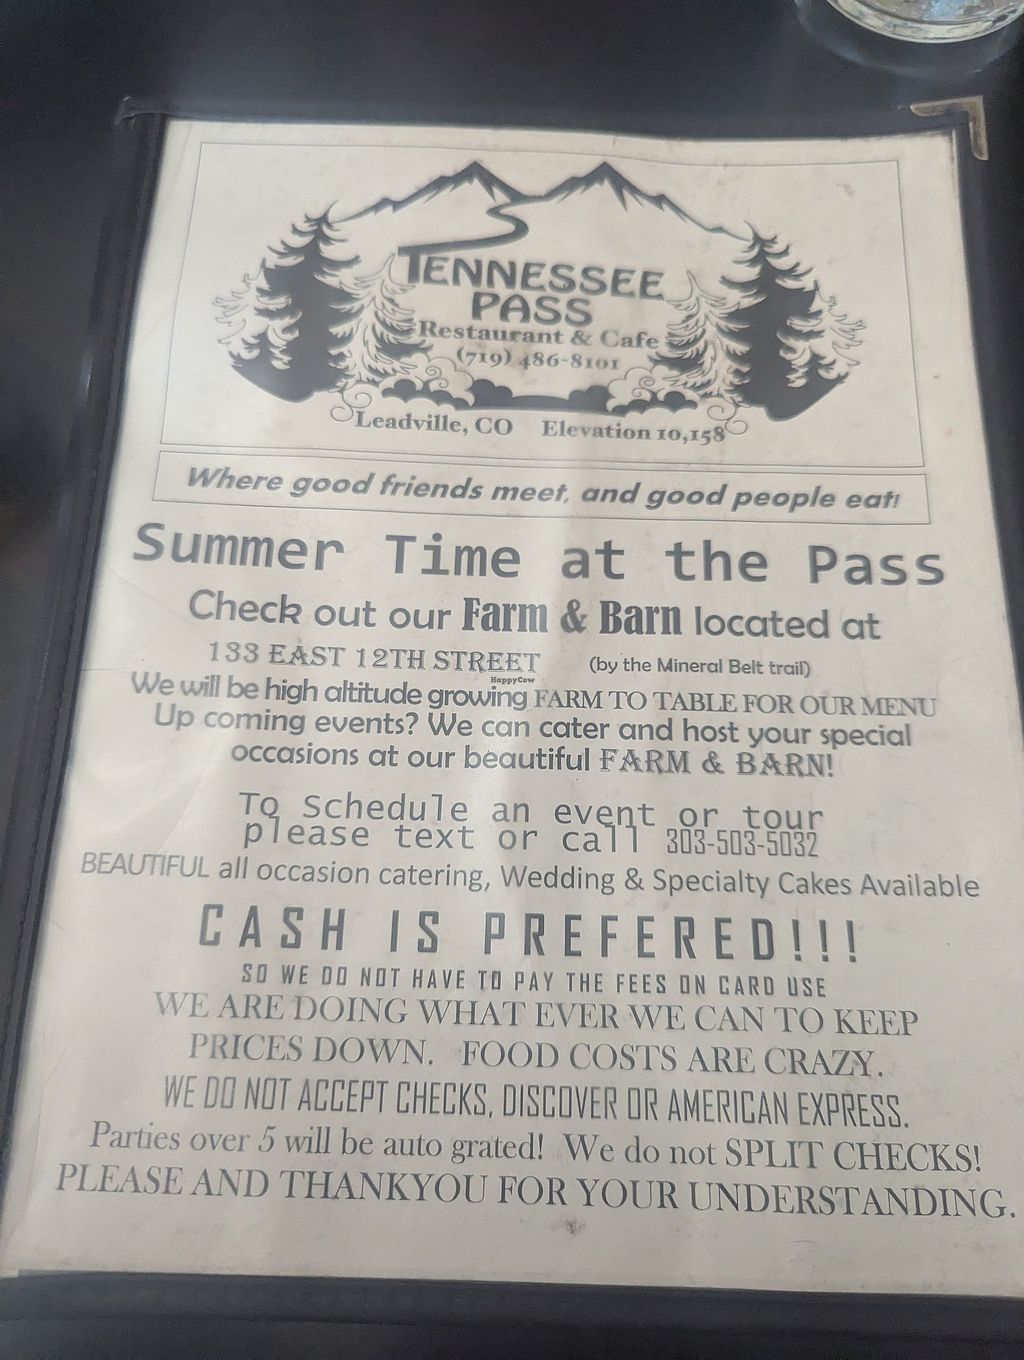 TENNESSEE
PASS
Restaurant & Cafe
(719) 486-8101
Leadville, CO Elevation 10,158
Where good friends meet, and good people eat!
Summer Time at the Pass
Check out our Farm & Barn located at
133 EAST 12TH STREET (by the Mineral Belt trail)
HappyCow
We will be high altitude growing FARM TO TABLE FOR OUR MENU
Up coming events? We can cater and host your special
occasions at our beautiful FARM & BARN!
To Schedule an event or tour
please text or call 303-503-5032
BEAUTIFUL all occasion catering, Wedding & Specialty Cakes Available
CASH IS PREFERED!!!
SO WE DO NOT HAVE TO PAY THE FEES ON CARD USE
WE ARE DOING WHAT EVER WE CAN TO KEEP
PRICES DOWN. FOOD COSTS ARE CRAZY.
WE DO NOT ACCEPT CHECKS, DISCOVER OR AMERICAN EXPRESS.
Parties over 5 will be auto grated! We do not SPLIT CHECKS!
PLEASE AND THANKYOU FOR YOUR UNDERSTANDING.